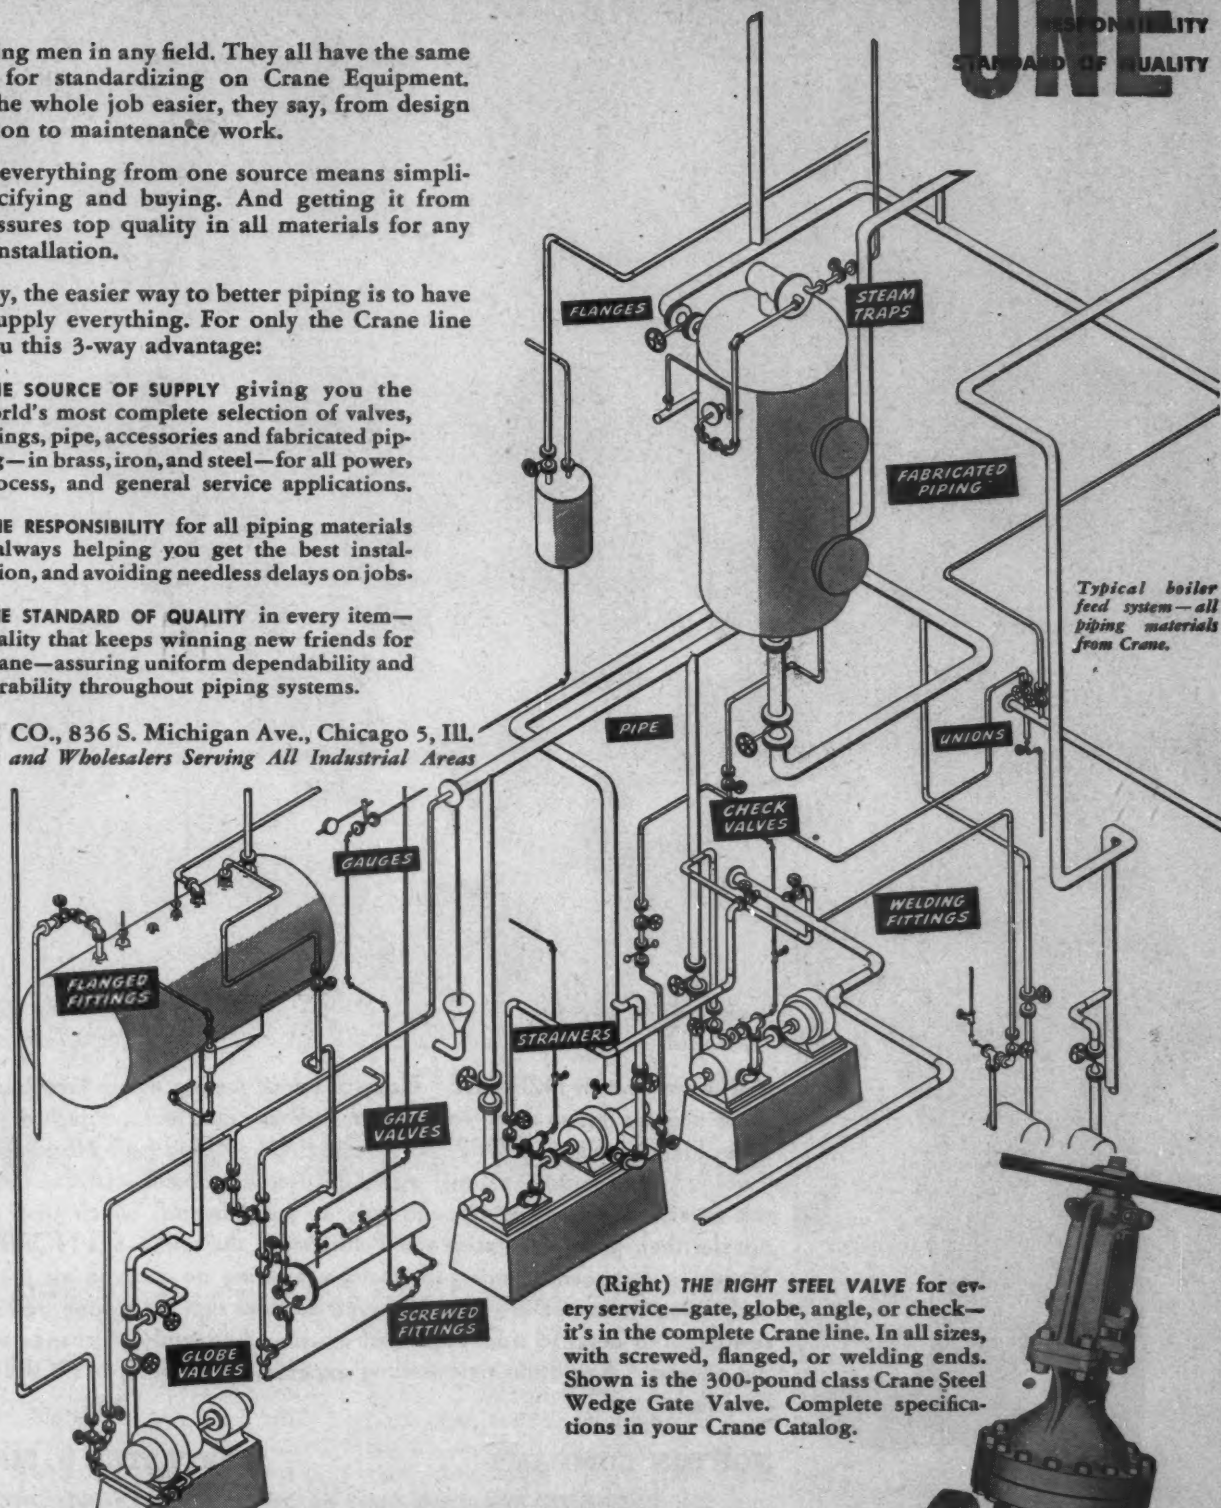 ing men in any field. They all have the same
for standardizing on Crane Equipment.
he whole job easier, they say, from design
on to maintenance work.
everything from one source means simpli-
cifying and buying. And getting it from
ssures top quality in all materials for any
nstallation.
y, the easier way to better piping is to have
upply everything. For only the Crane line
u this 3-way advantage:
NE SOURCE OF SUPPLY giving you the
orld's most complete selection of valves,
ings, pipe, accessories and fabricated pip-
g—in brass, iron, and steel—for all power,
ocess, and general service applications.
NE RESPONSIBILITY for all piping materials
always helping you get the best instal-
ion, and avoiding needless delays on jobs.
NE STANDARD OF QUALITY in every item—
ality that keeps winning new friends for
ane—assuring uniform dependability and
rability throughout piping systems.
CO., 836 S. Michigan Ave., Chicago 5, Ill.
and Wholesalers Serving All Industrial Areas
ONE
RESPONSIBILITY
STANDARD OF QUALITY
FLANGES
STEAM
TRAPS
FABRICATED
PIPING
Typical boiler
feed system—all
piping materials
from Crane.
PIPE
UNIONS
CHECK
VALVES
GAUGES
WELDING
FITTINGS
FLANGED
FITTINGS
STRAINERS
GATE
VALVES
SCREWED
FITTINGS
GLOBE
VALVES
(Right) THE RIGHT STEEL VALVE for ev-
ery service—gate, globe, angle, or check—
it's in the complete Crane line. In all sizes,
with screwed, flanged, or welding ends.
Shown is the 300-pound class Crane Steel
Wedge Gate Valve. Complete specifica-
tions in your Crane Catalog.